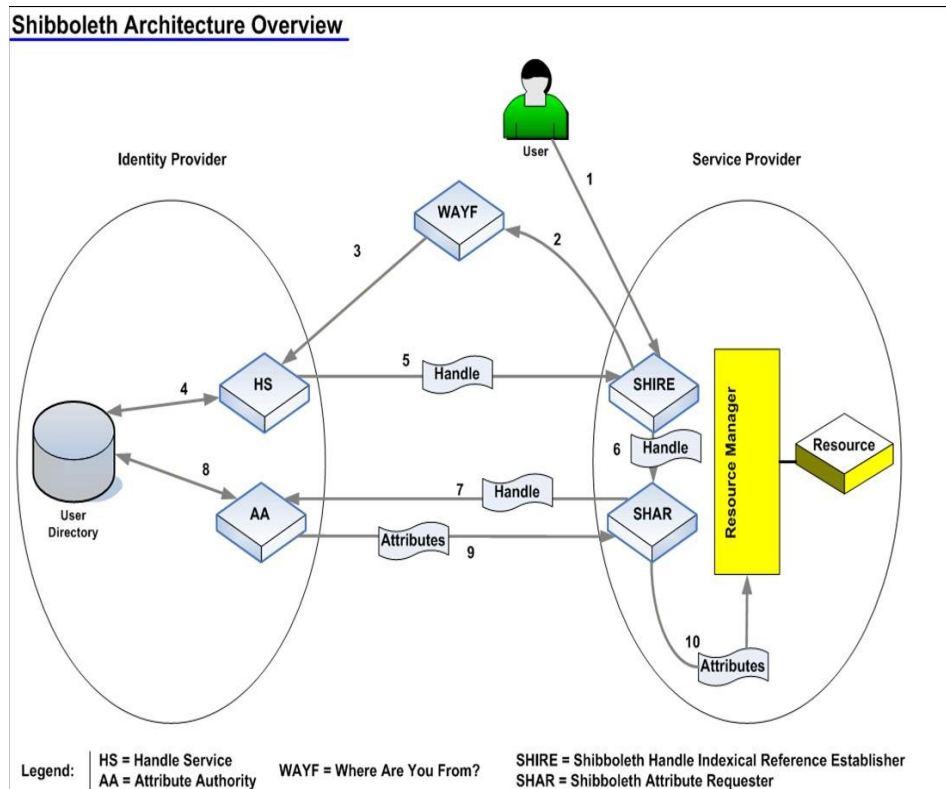 Shibboleth Architecture Overview
User
Identity Provider
Service Provider
1
WAYF
2
3
HS
5
Handle
SHIRE
4
6
Handle
Resource Manager
Resource
User
Directory
8
AA
7
Handle
SHAR
Attributes
9
10
Attributes
Legend:
HS = Handle Service
AA = Attribute Authority
WAYF = Where Are You From?
SHIRE = Shibboleth Handle Indexical Reference Establisher
SHAR = Shibboleth Attribute Requester